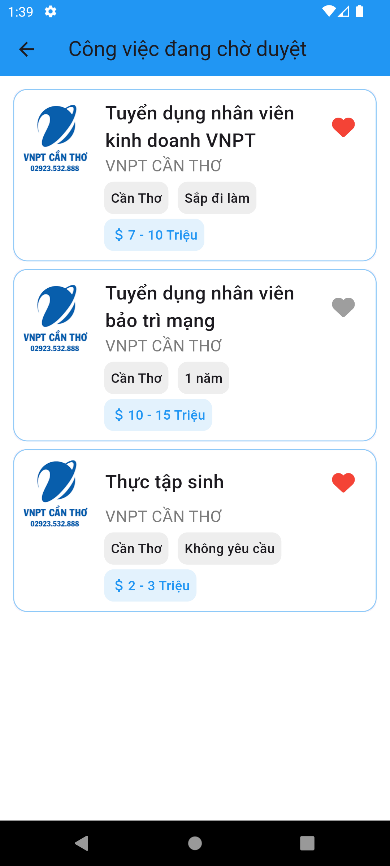 1:39
Công việc đang chờ duyệt
VNPT CẦN THƠ
02923.532.888
Tuyển dụng nhân viên
kinh doanh VNPT
VNPT CẦN THƠ
Cần Thơ Sắp đi làm
$ 7 - 10 Triệu
VNPT CẦN THƠ
02923.532.888
Tuyển dụng nhân viên
bảo trì mạng
VNPT CẦN THƠ
Cần Thơ 1 năm
$ 10 - 15 Triệu
VNPT CẦN THƠ
02923.532.888
Thực tập sinh
VNPT CẦN THƠ
Cần Thơ Không yêu cầu
$ 2 - 3 Triệu